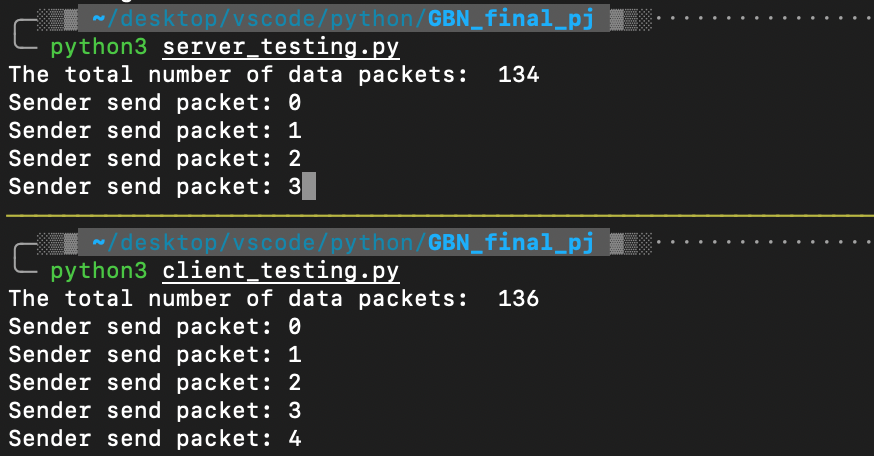 ~/desktop/vscode/python/GBN_final_pj
python3 server_testing.py
The total number of data packets:  134
Sender send packet: 0
Sender send packet: 1
Sender send packet: 2
Sender send packet: 3
~/desktop/vscode/python/GBN_final_pj
python3 client_testing.py
The total number of data packets:  136
Sender send packet: 0
Sender send packet: 1
Sender send packet: 2
Sender send packet: 3
Sender send packet: 4